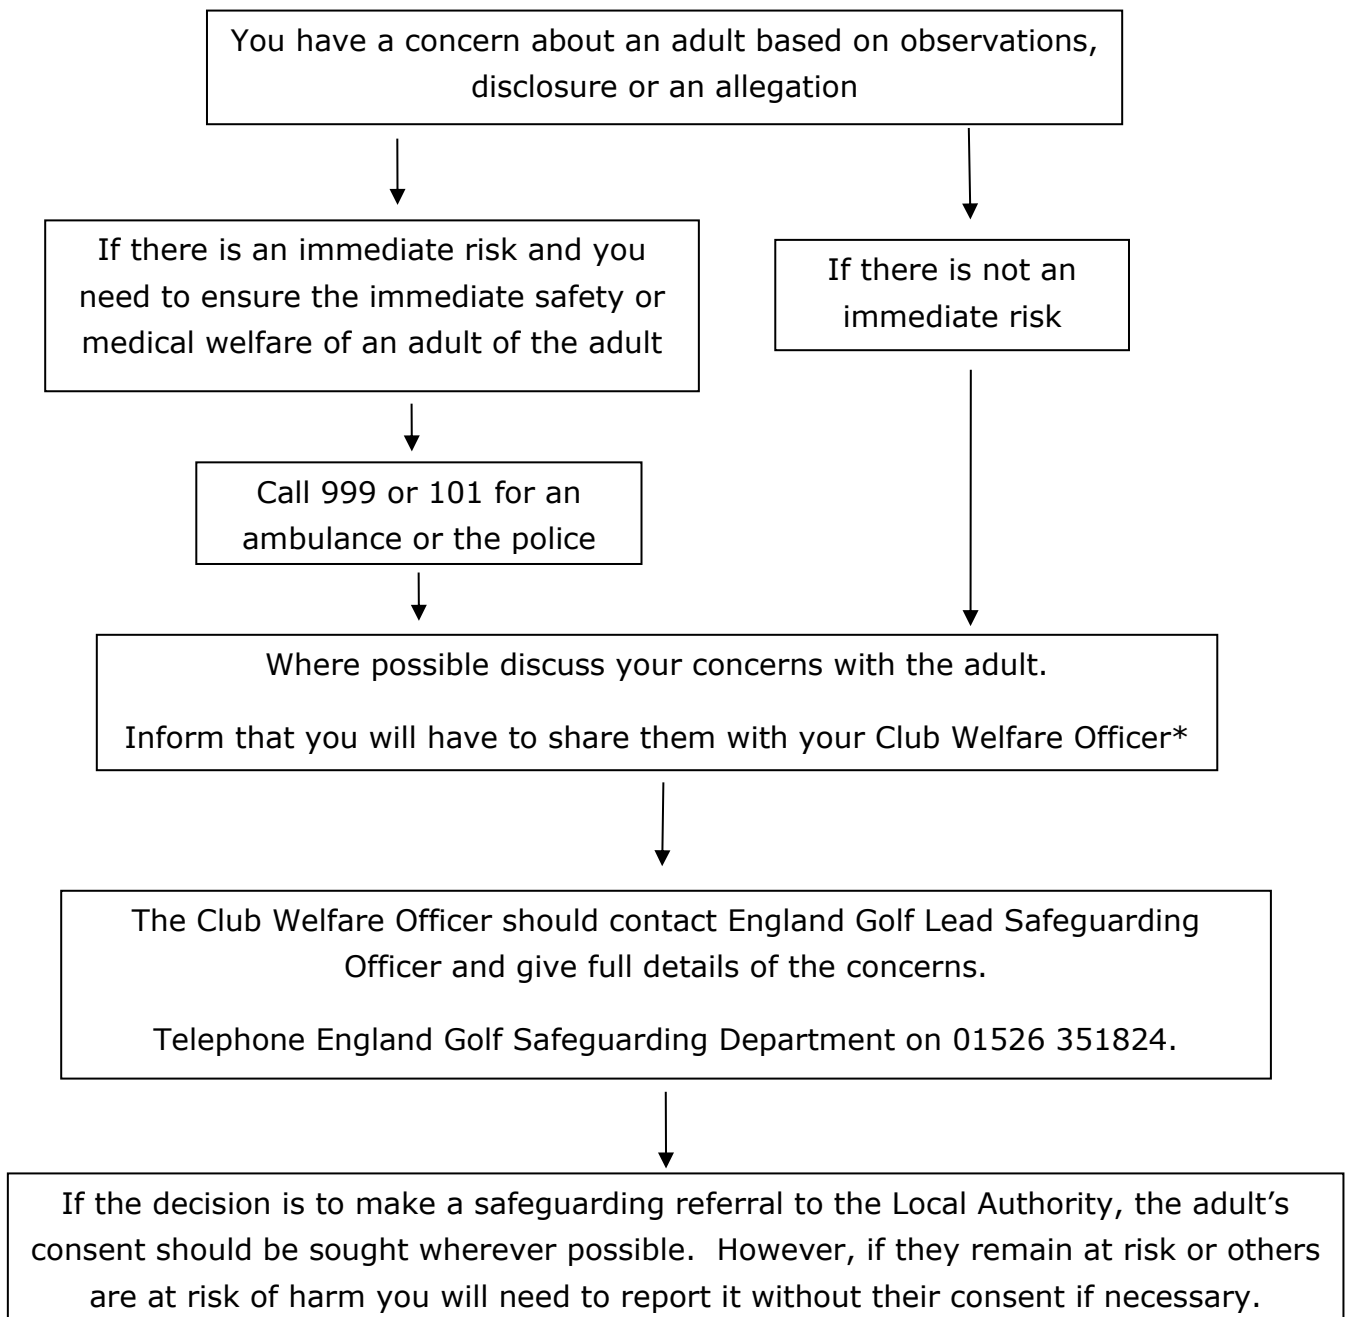 You have a concern about an adult based on observations,
disclosure or an allegation
If there is an immediate risk and you
need to ensure the immediate safety or
medical welfare of an adult of the adult
If there is not an
immediate risk
Call 999 or 101 for an
ambulance or the police
Where possible discuss your concerns with the adult.
Inform that you will have to share them with your Club Welfare Officer*
The Club Welfare Officer should contact England Golf Lead Safeguarding
Officer and give full details of the concerns.
Telephone England Golf Safeguarding Department on 01526 351824.
If the decision is to make a safeguarding referral to the Local Authority, the adult’s
consent should be sought wherever possible.  However, if they remain at risk or others
are at risk of harm you will need to report it without their consent if necessary.